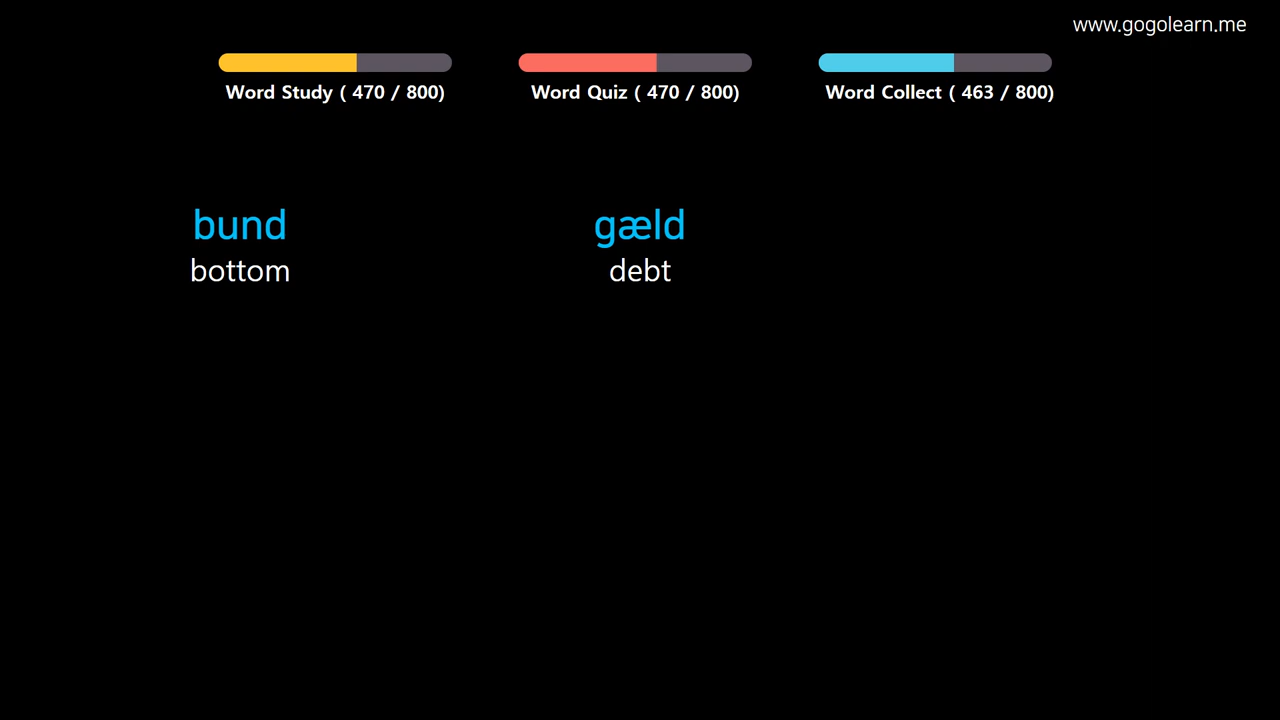 www.gogolearn.me
Word Study ( 470 / 800)
Word Quiz ( 470 / 800)
Word Collect ( 463 / 800)
bund
bottom
gæld
debt